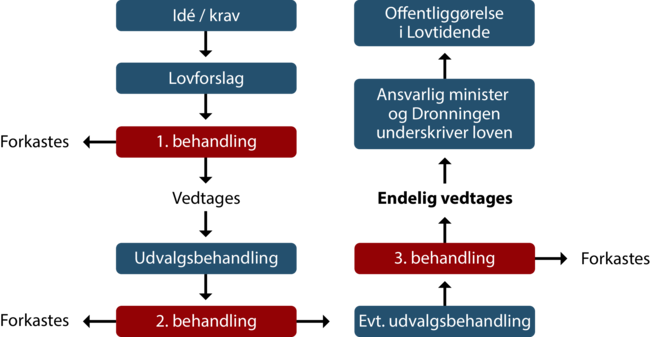 Idé / krav
Lovforslag
Forkastes
1. behandling
Vedtages
Udvalgsbehandling
Forkastes
2. behandling
Evt. udvalgsbehandling
3. behandling
Forkastes
Endelig vedtages
Ansvarlig minister
og Dronningen
underskriver loven
Offentliggørelse
i Lovtidende